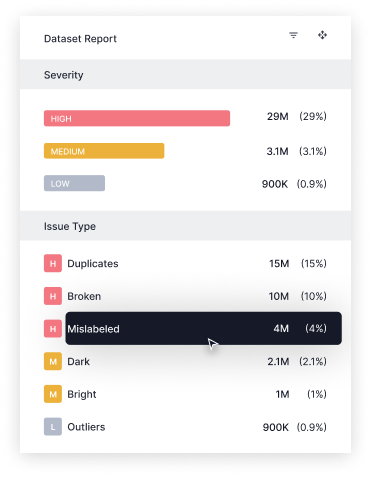 Dataset Report
Severity
HIGH 29M (29%)
MEDIUM 3.1M (3.1%)
LOW 900K (0.9%)
Issue Type
H Duplicates 15M (15%)
H Broken 10M (10%)
H Mislabeled 4M (4%)
M Dark 2.1M (2.1%)
M Bright 1M (1%)
L Outliers 900K (0.9%)